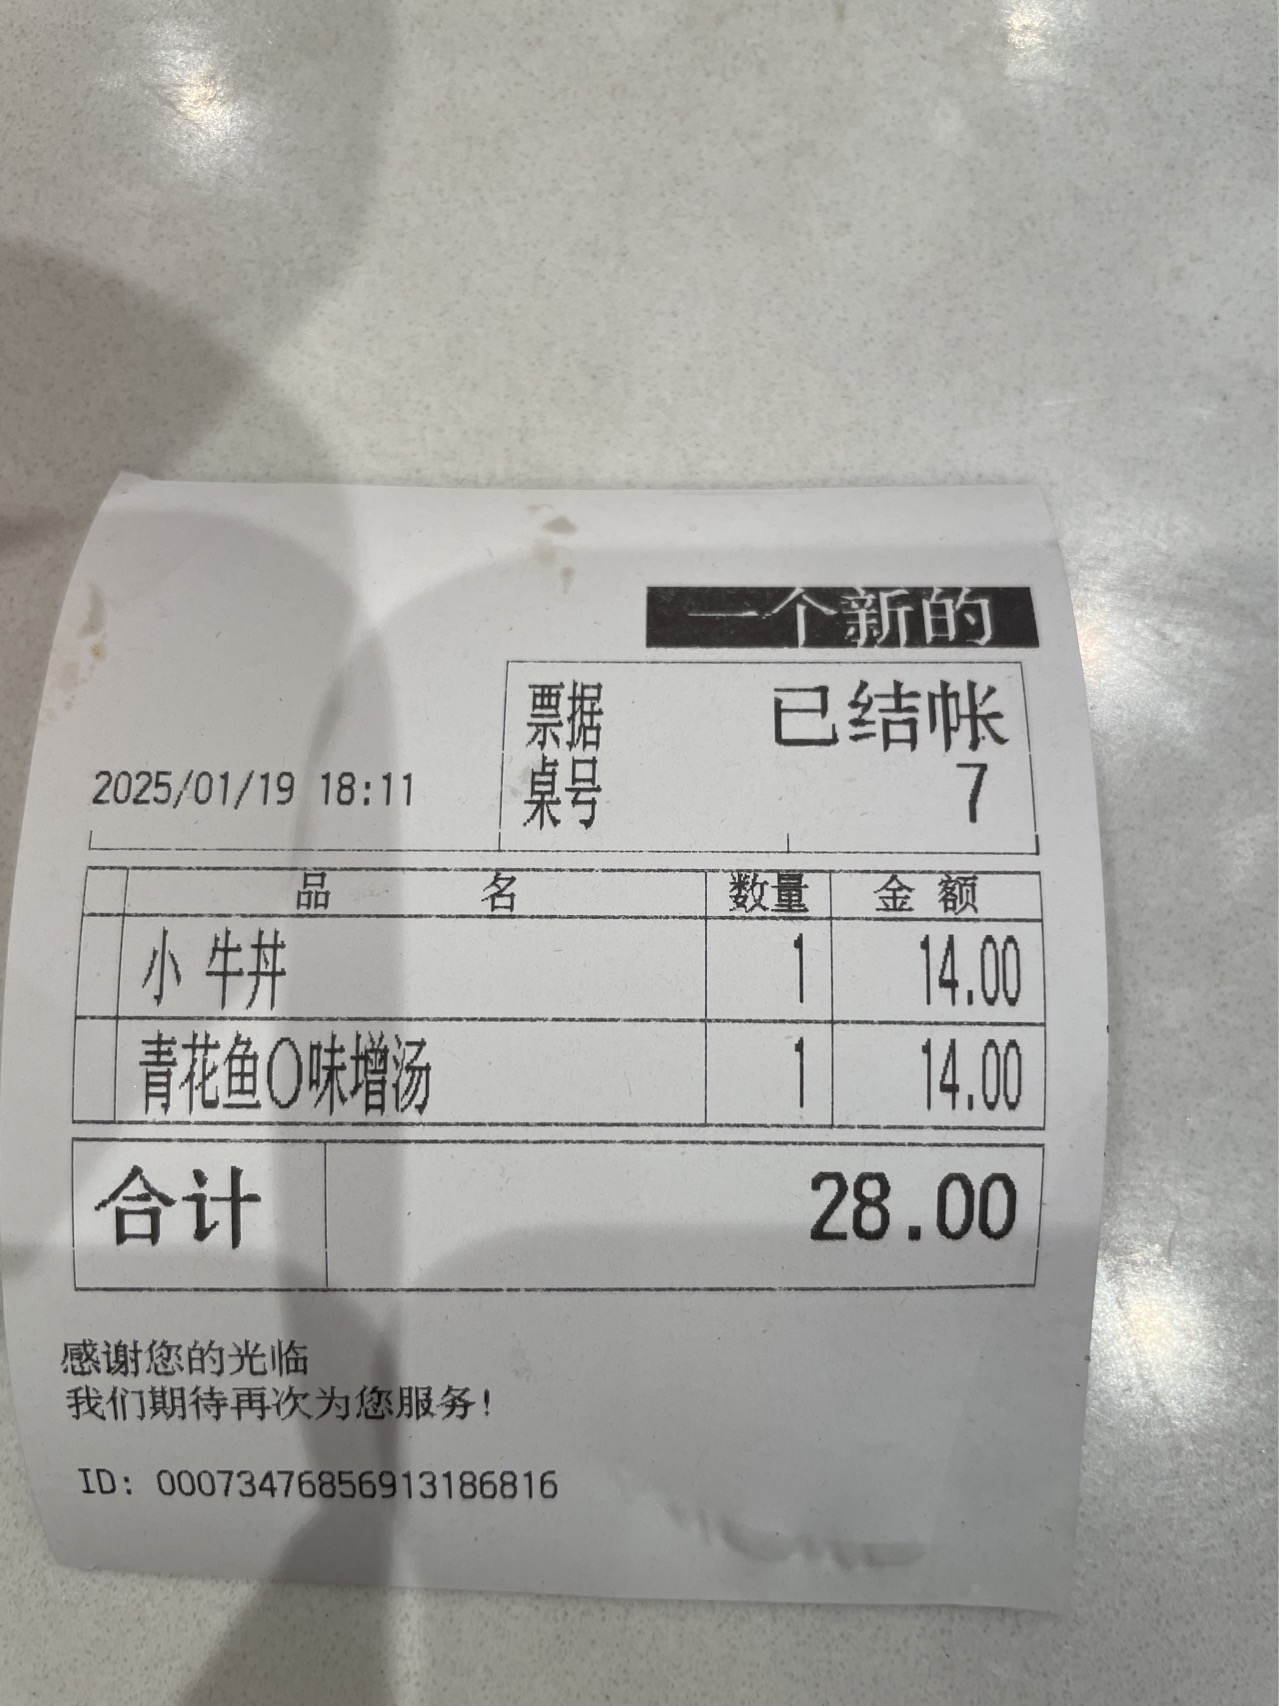 一个新的
票据 已结帐
2025/01/19 18:11 桌号 7
品 名 数量 金 额
小 牛丼 1 14.00
青花鱼〇味增汤 1 14.00
合计 28.00
感谢您的光临
我们期待再次为您服务!
ID: 00073476856913186816